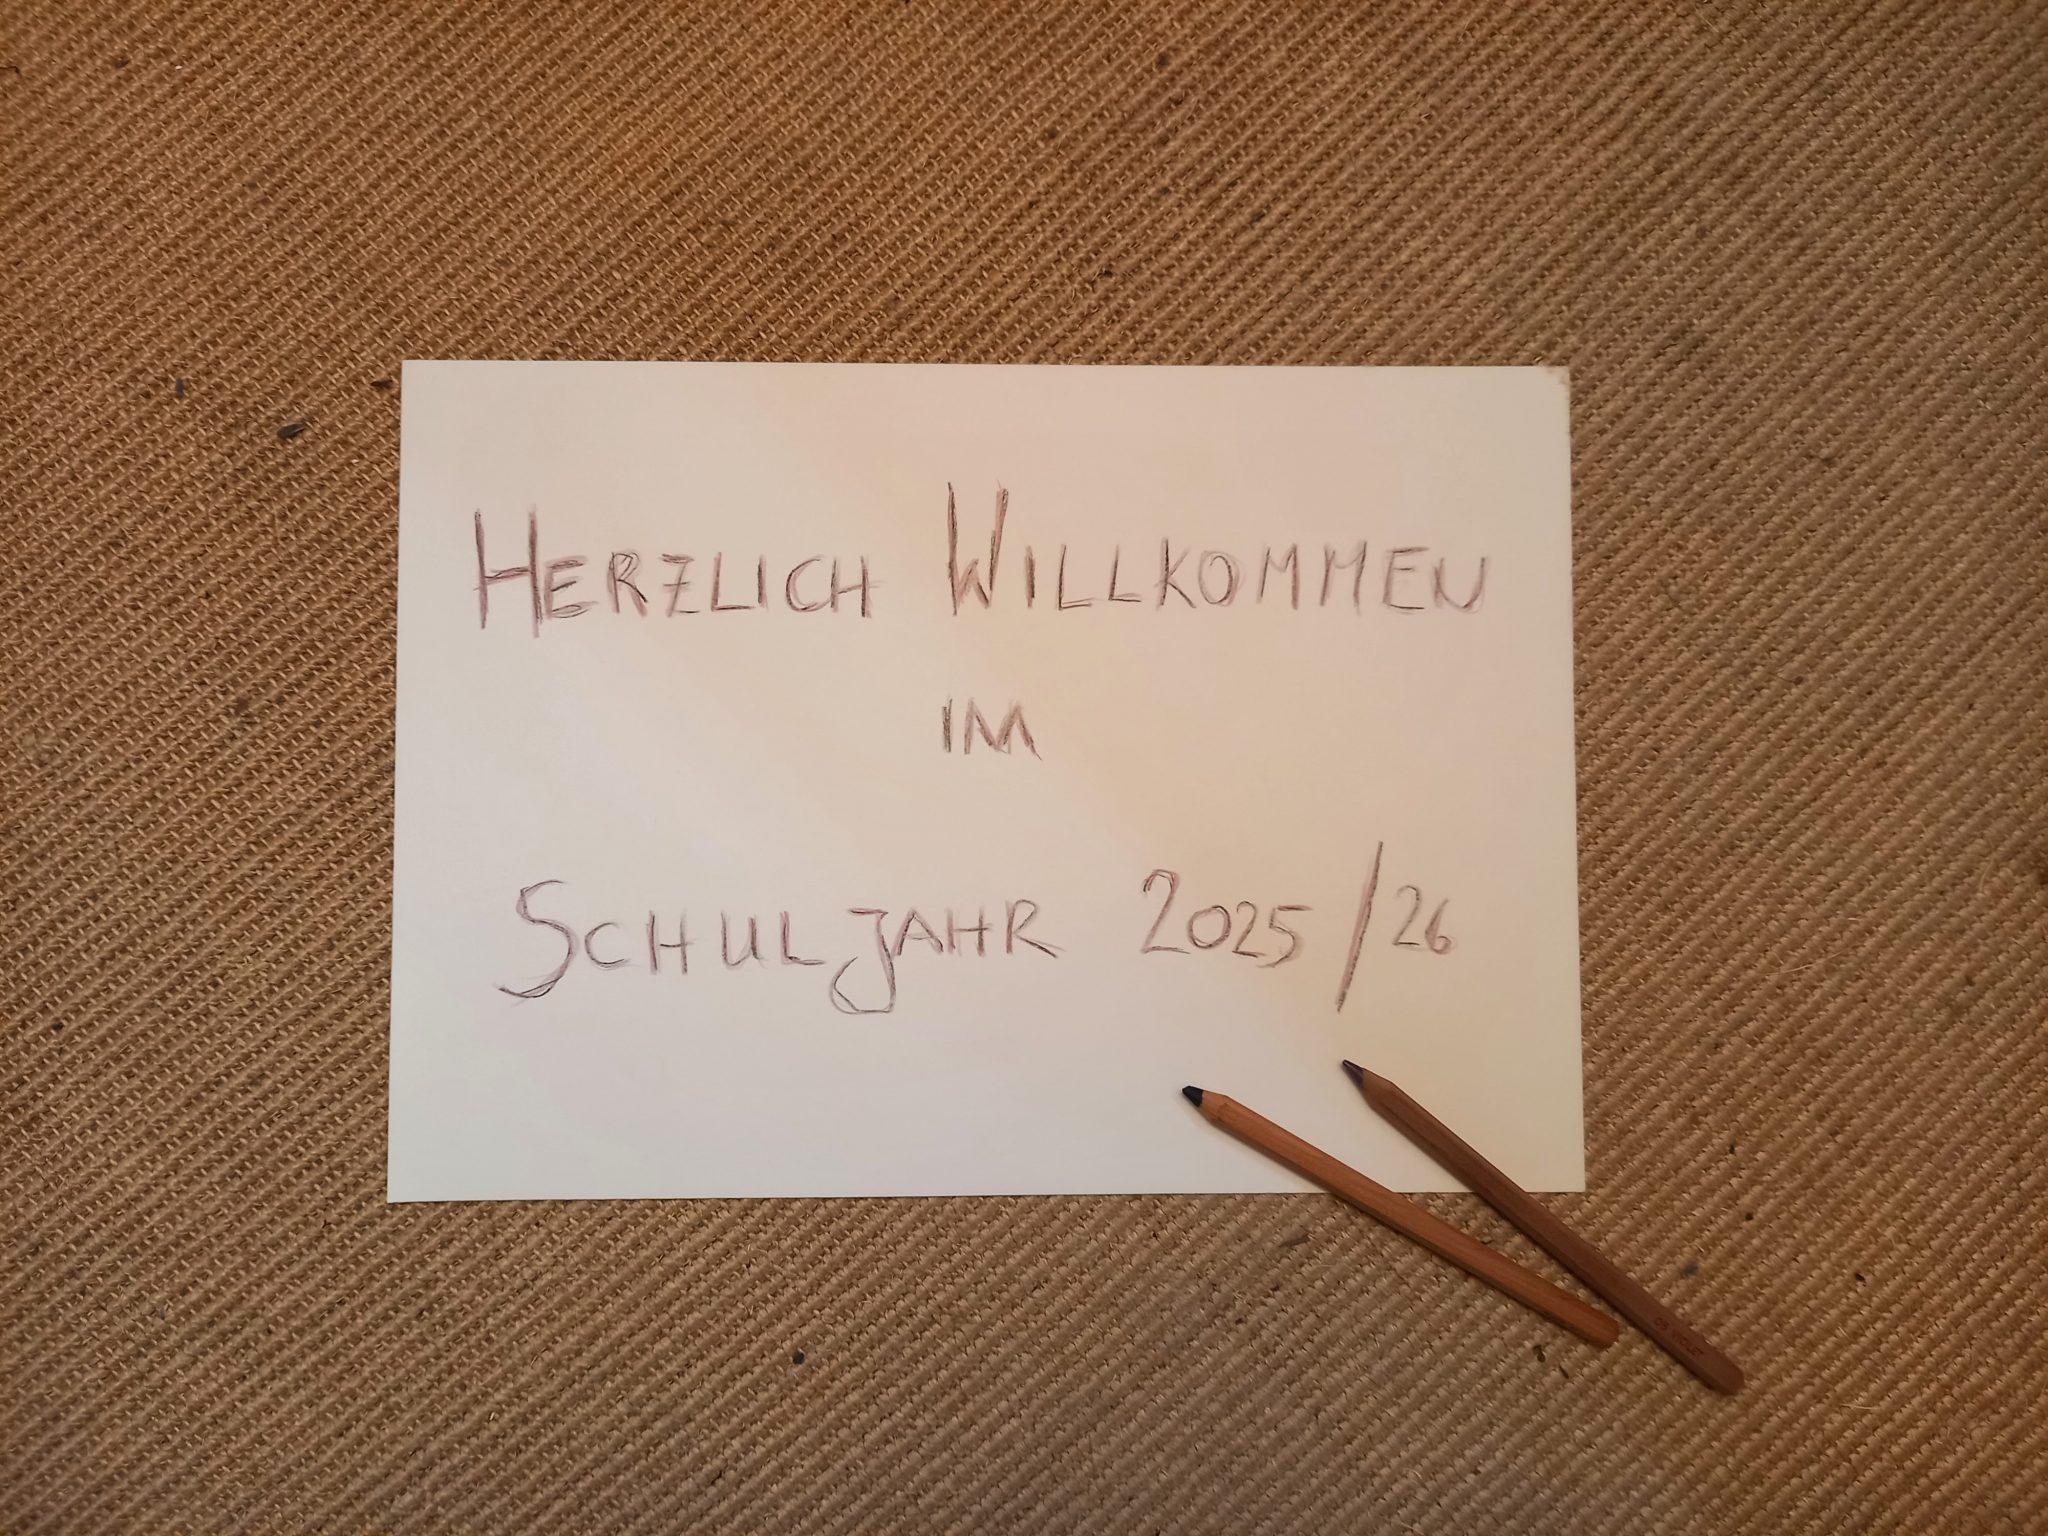 HERZLICH WILLKOMMEN
IM
SCHULJAHR 2025/26